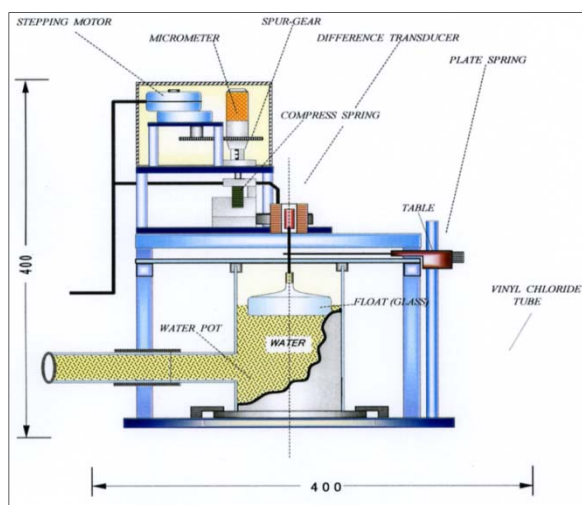 STEPPING MOTOR
SPUR-GEAR
MICROMETER
DIFFERENCE TRANSDUCER
PLATE SPRING
COMPRESS SPRING
TABLE
400
VINYL CHLORIDE
TUBE
FLOAT (GLASS)
WATER POT
WATER
400